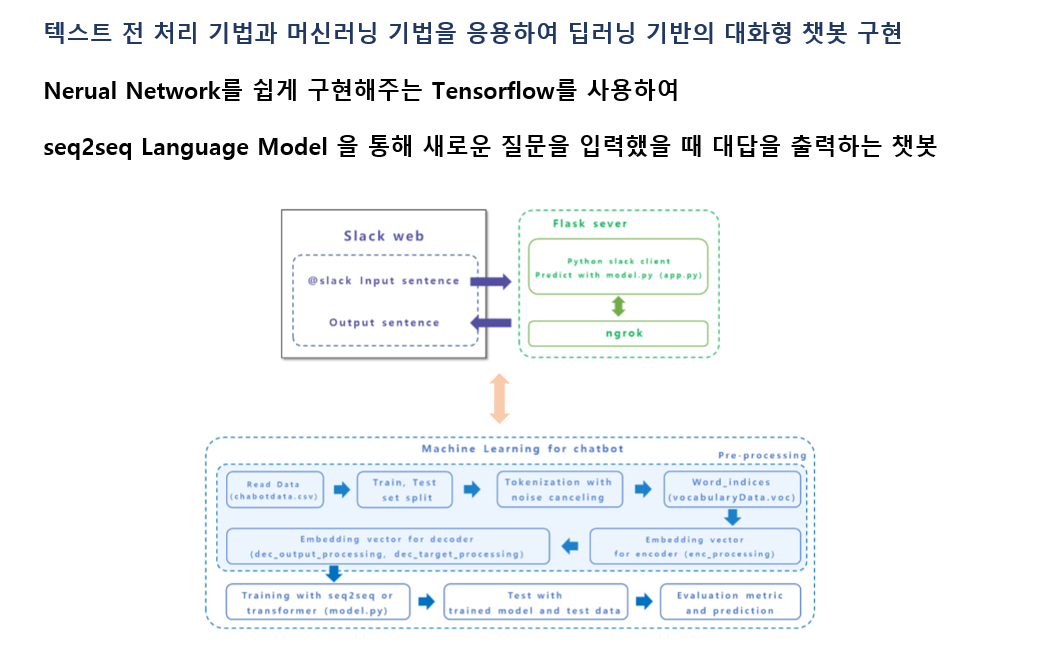 텍스트 전 처리 기법과 머신러닝 기법을 응용하여 딥러닝 기반의 대화형 챗봇 구현
Nerual Network를 쉽게 구현해주는 Tensorflow를 사용하여
seq2seq Language Model 을 통해 새로운 질문을 입력했을 때 대답을 출력하는 챗봇
Slack web
@slack Input sentence
Output sentence
Flask sever
Python slack client
Predict with model.py (app.py)
ngrok
Machine Learning for chatbot
Pre-processing
Read Data
(chabotdata.csv)
Train, Test
set split
Tokenization with
noise canceling
Word_indices
(vocabularyData.voc)
Embedding vector
for encoder (enc_processing)
Embedding vector for decoder
(dec_output_processing, dec_target_processing)
Training with seq2seq or
transformer (model.py)
Test with
trained model and test data
Evaluation metric
and prediction